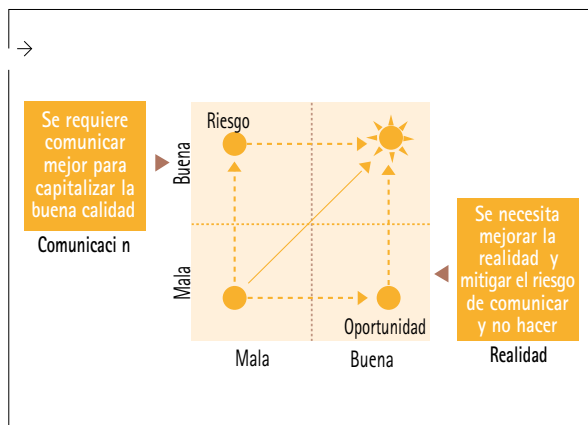 Se requiere
comunicar
mejor para
capitalizar la
buena calidad
Comunicaci n
Riesgo
Buena
Mala
Oportunidad
Mala
Buena
Se necesita
mejorar la
realidad y
mitigar el riesgo
de comunicar
y no hacer
Realidad